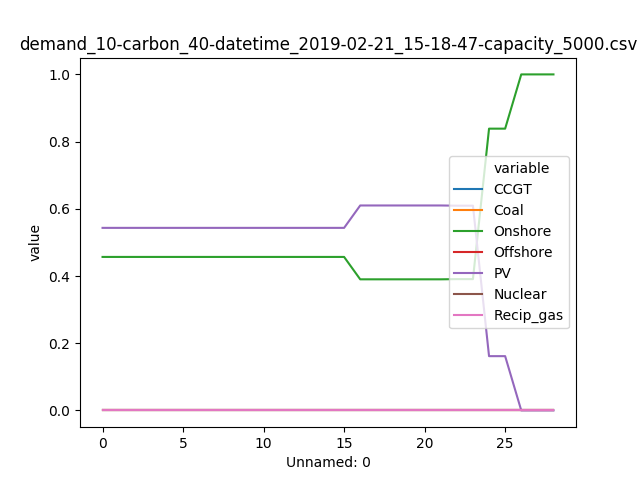 demand_10-carbon_40-datetime_2019-02-21_15-18-47-capacity_5000.csv
1.0
0.8
0.6
0.4
0.2
0.0
value
variable
CCGT
Coal
Onshore
Offshore
PV
Nuclear
Recip_gas
0 5 10 15 20 25
Unnamed: 0